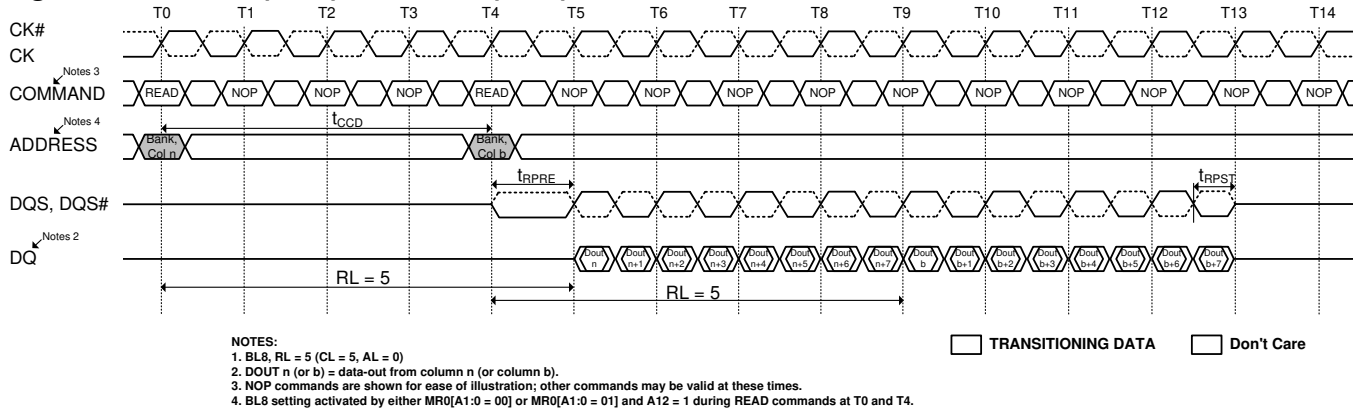 T0 T1 T2 T3 T4 T5 T6 T7 T8 T9 T10 T11 T12 T13 T14
CK#
CK
Notes 3
COMMAND READ NOP NOP NOP READ NOP NOP NOP NOP NOP NOP NOP NOP NOP NOP
tCCD
Notes 4
ADDRESS Bank, Col n Bank, Col b
tRPRE tRPST
DQS, DQS#
Notes 2
DQ Dout n Dout n+1 Dout n+2 Dout n+3 Dout n+4 Dout n+5 Dout n+6 Dout n+7 Dout b Dout b+1 Dout b+2 Dout b+3 Dout b+4 Dout b+5 Dout b+6 Dout b+7
RL = 5
RL = 5
NOTES:
1. BL8, RL = 5 (CL = 5, AL = 0)
2. DOUT n (or b) = data-out from column n (or column b).
3. NOP commands are shown for ease of illustration; other commands may be valid at these times.
4. BL8 setting activated by either MR0[A1:0 = 00] or MR0[A1:0 = 01] and A12 = 1 during READ commands at T0 and T4.
TRANSITIONING DATA Don't Care